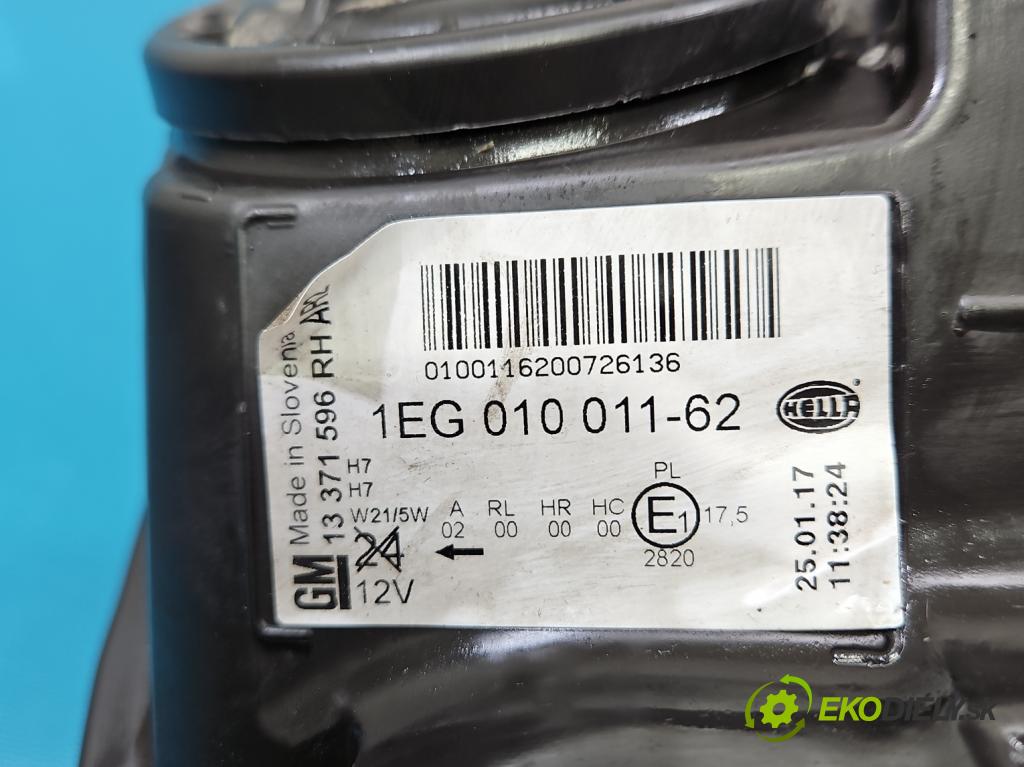 0100116200726136
1EG 010 011-62
HELLA
Made in Slovenia
13 371 596 RH
GM
H7
H7
W21/5W
24
12V
A RL HR HC
02 00 00 00
PL
E1
17,5
2820
25.01.17
11:38:24
EKODIELY.SK